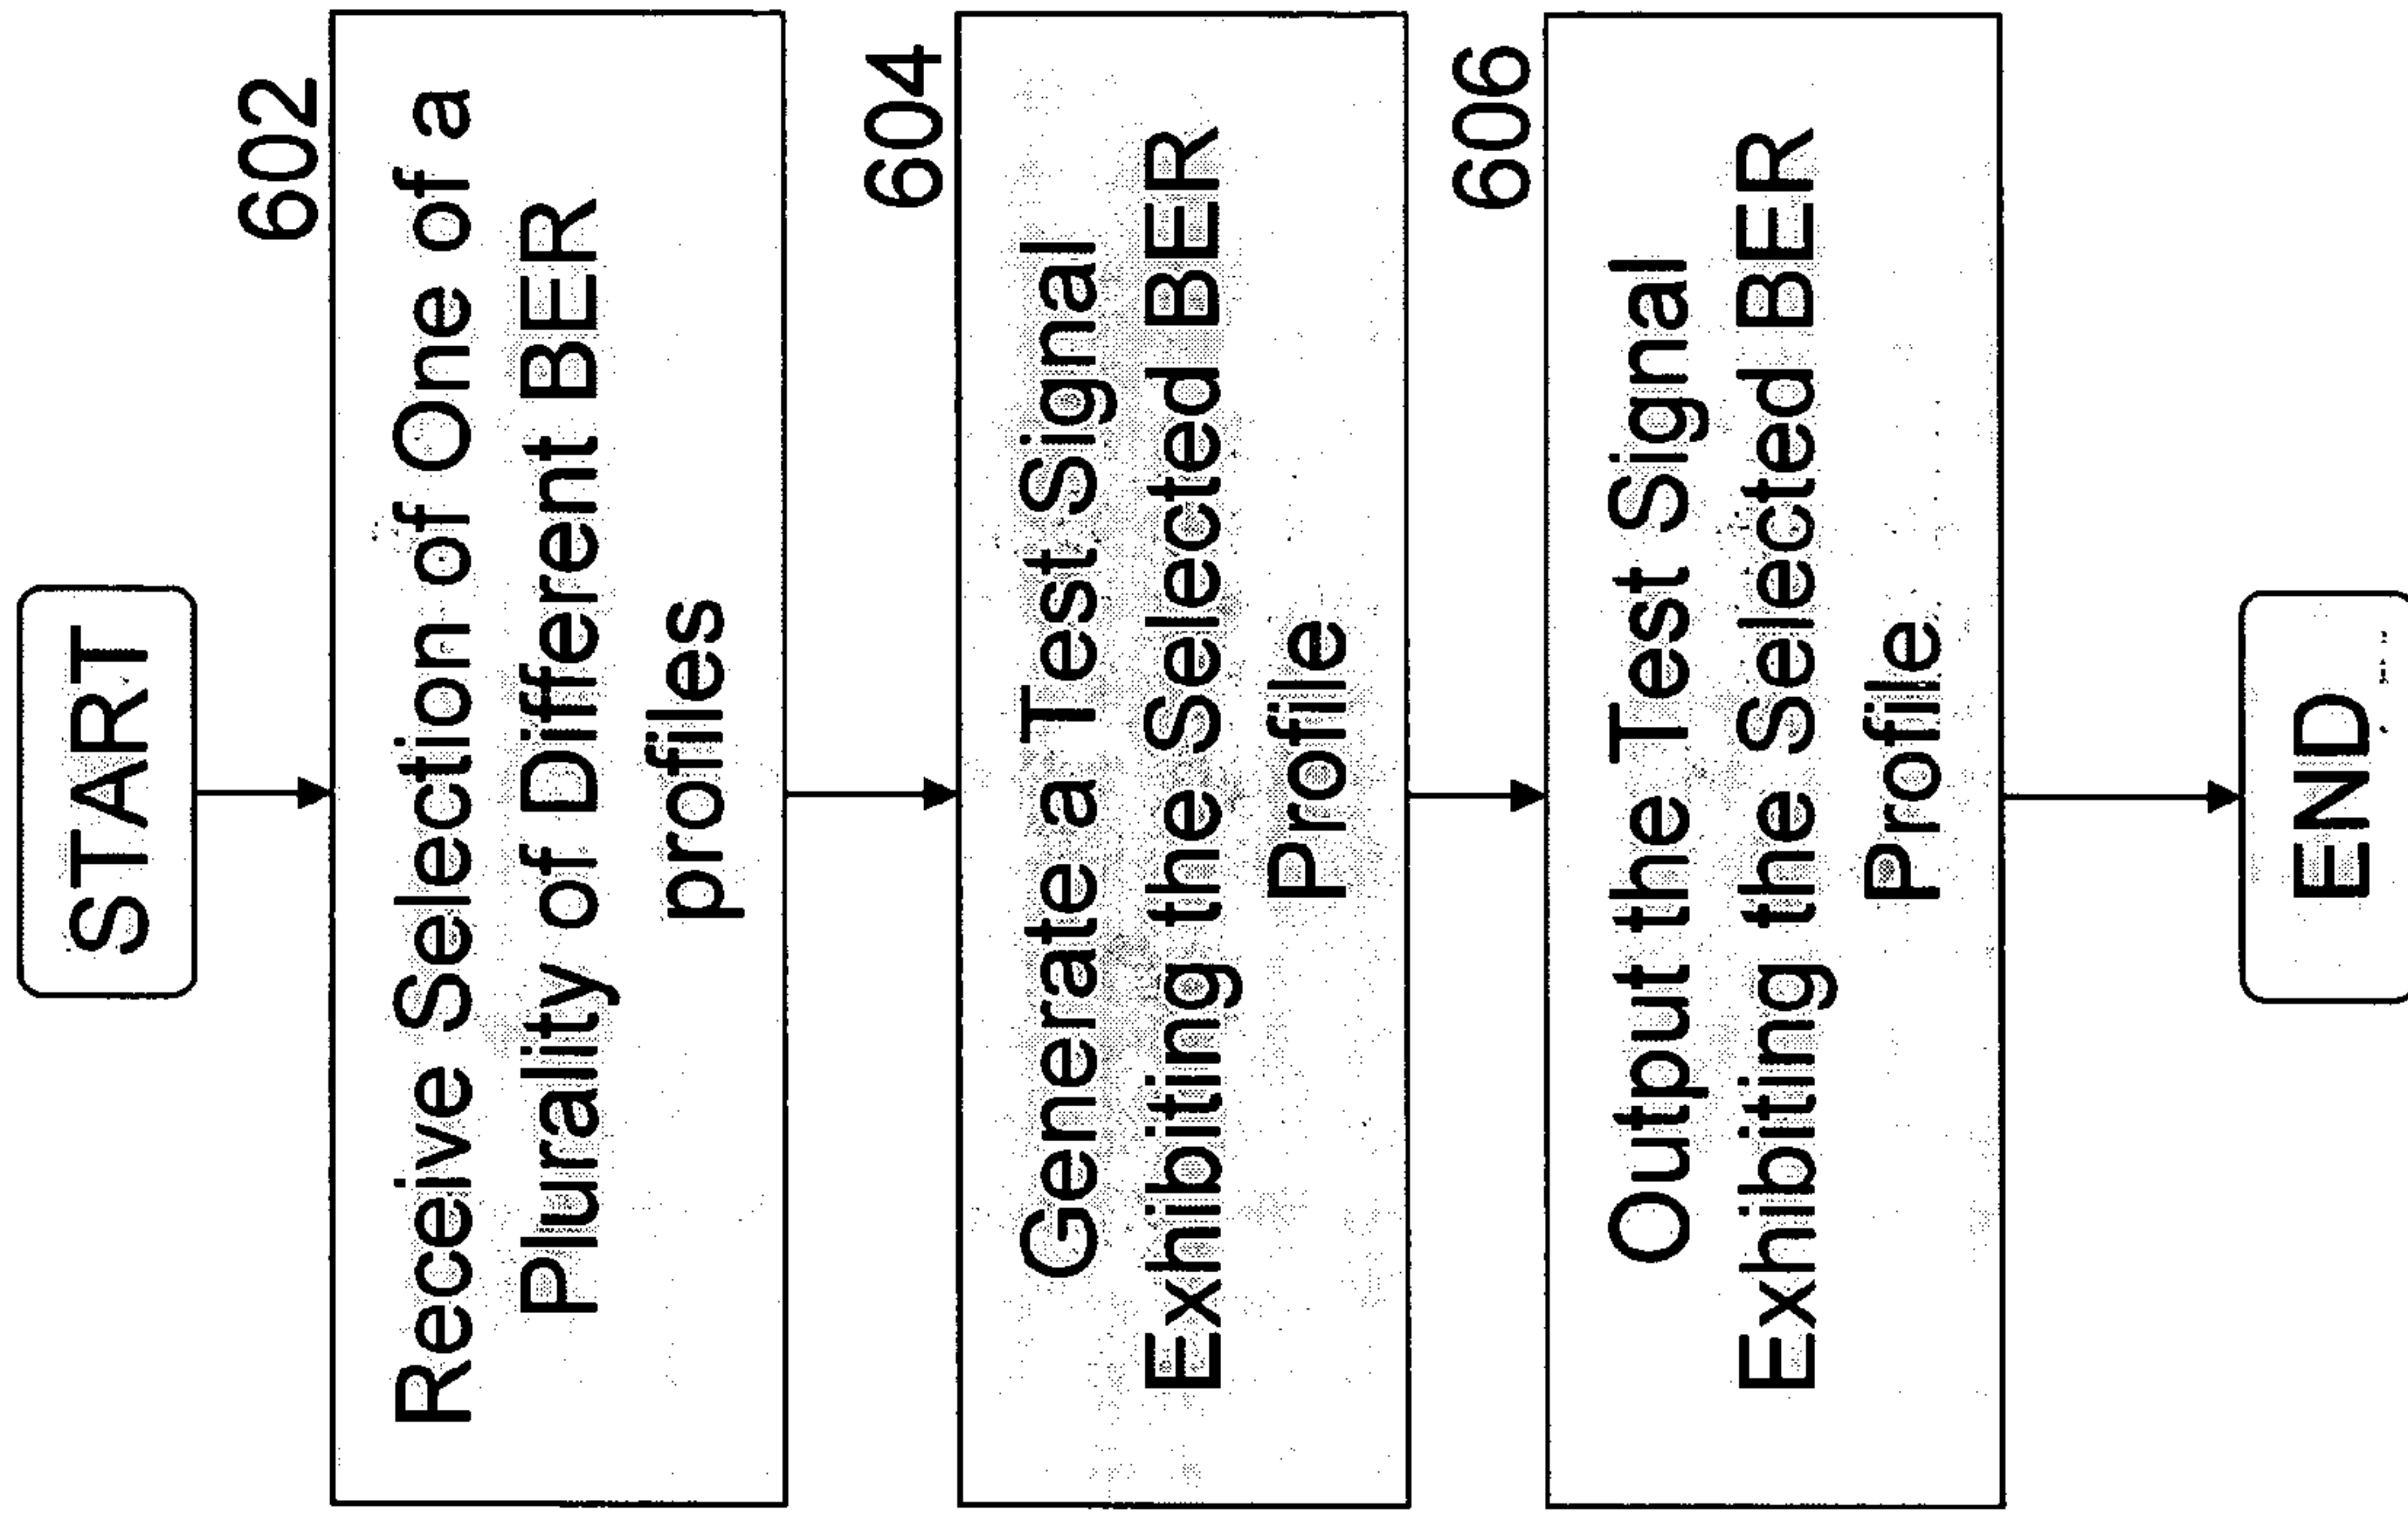 START
602
Receive Selection of One of a
Plurality of Different BER
profiles
604
Generate a Test Signal
Exhibiting the Selected BER
Profile
606
Output the Test Signal
Exhibiting the Selected BER
Profile
END